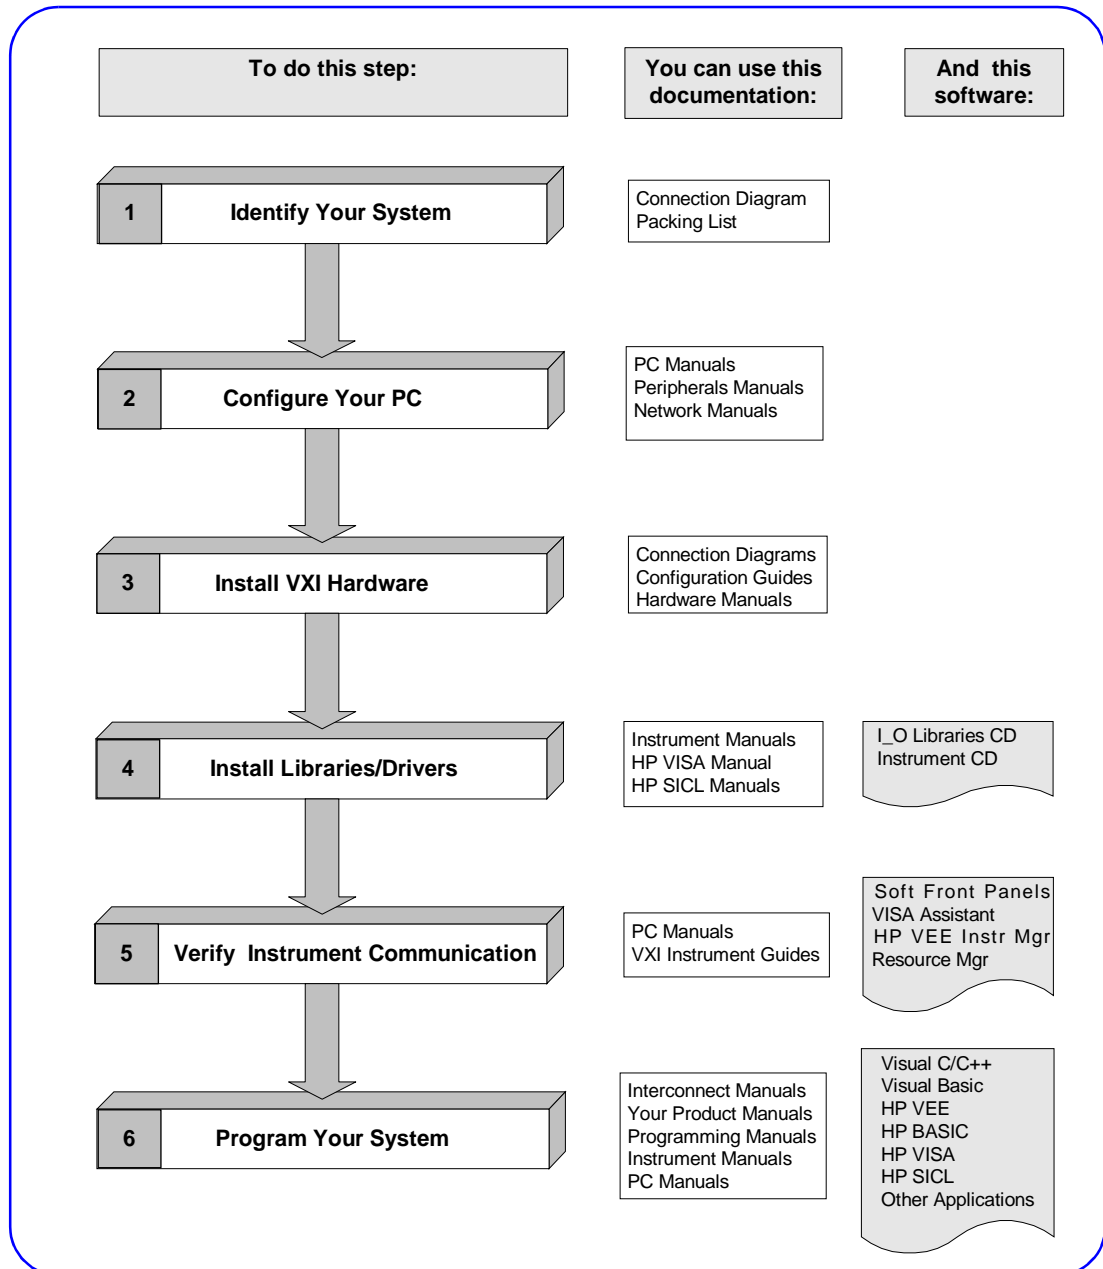 To do this step:
You can use this
documentation:
And this
software:
1
Identify Your System
Connection Diagram
Packing List
2
Configure Your PC
PC Manuals
Peripherals Manuals
Network Manuals
3
Install VXI Hardware
Connection Diagrams
Configuration Guides
Hardware Manuals
4
Install Libraries/Drivers
Instrument Manuals
HP VISA Manual
HP SICL Manuals
I_O Libraries CD
Instrument CD
5
Verify Instrument Communication
PC Manuals
VXI Instrument Guides
Soft Front Panels
VISA Assistant
HP VEE Instr Mgr
Resource Mgr
6
Program Your System
Interconnect Manuals
Your Product Manuals
Programming Manuals
Instrument Manuals
PC Manuals
Visual C/C++
Visual Basic
HP VEE
HP BASIC
HP VISA
HP SICL
Other Applications